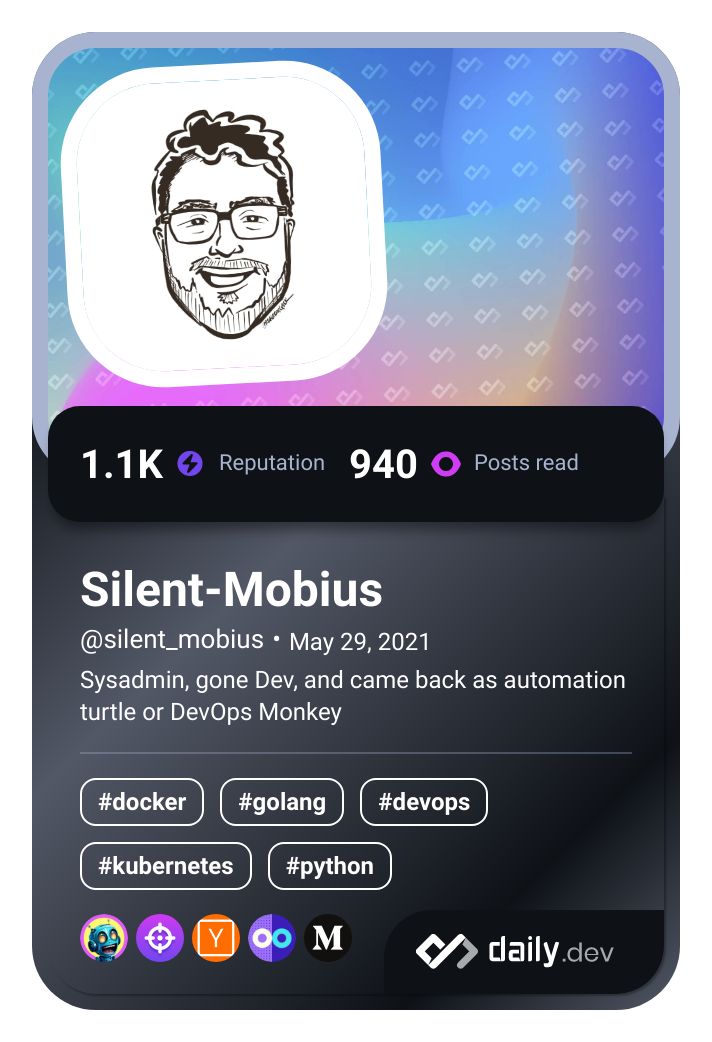 1.1K Reputation 940 Posts read
Silent-Mobius
@silent_mobius • May 29, 2021
Sysadmin, gone Dev, and came back as automation
turtle or DevOps Monkey
#docker #golang #devops
#kubernetes #python
Y M daily.dev